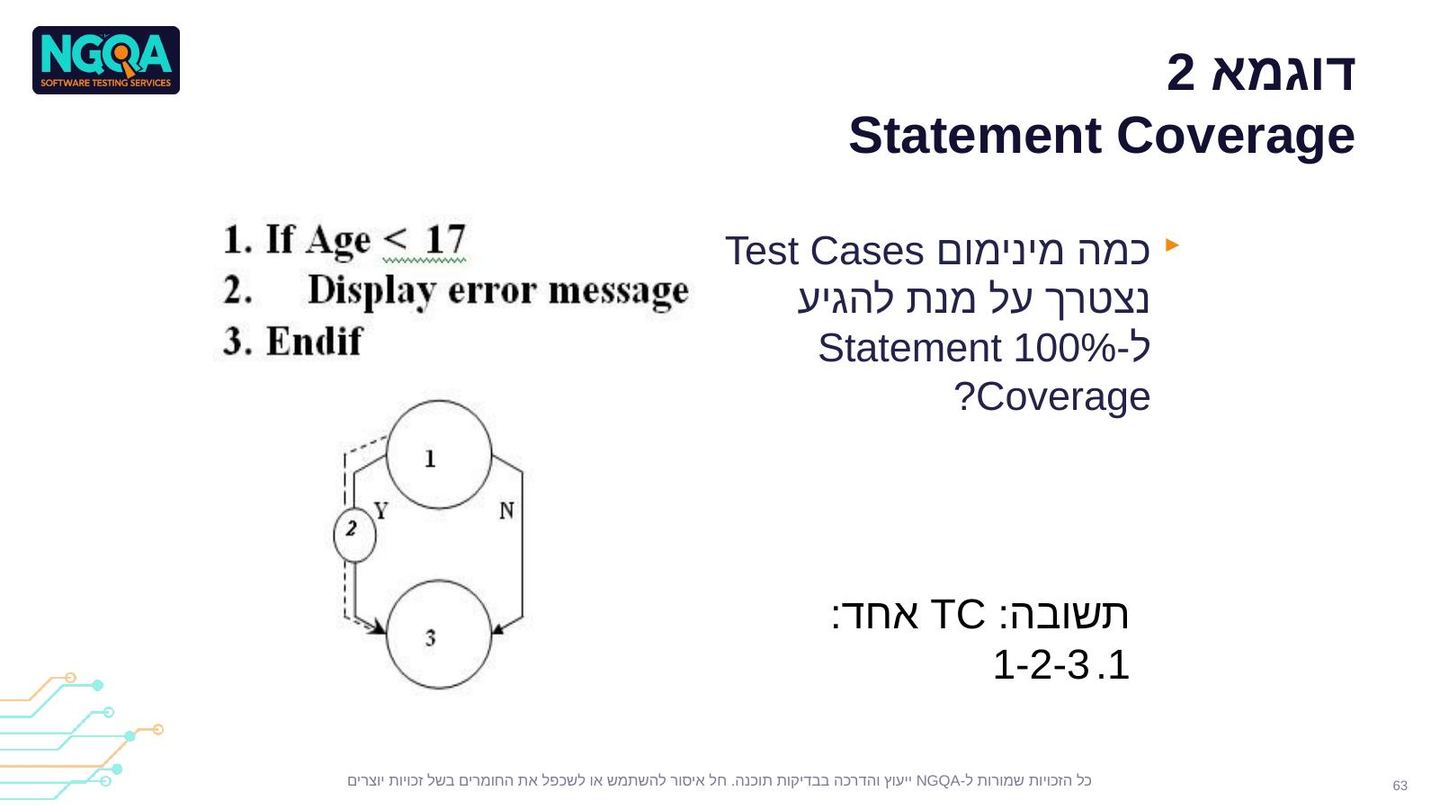 NGQA
SOFTWARE TESTING SERVICES
דוגמא 2
Statement Coverage
כמה מינימום Test Cases
נצטרך על מנת להגיע
ל-100% Statement
Coverage?
1. If Age < 17
2. Display error message
3. Endif
1
Y
N
2
3
תשובה: TC אחד:
1. 1-2-3
כל הזכויות שמורות ל-NGQA ייעוץ והדרכה בבדיקות תוכנה. חל איסור להשתמש או לשכפל את החומרים בשל זכויות יוצרים
63